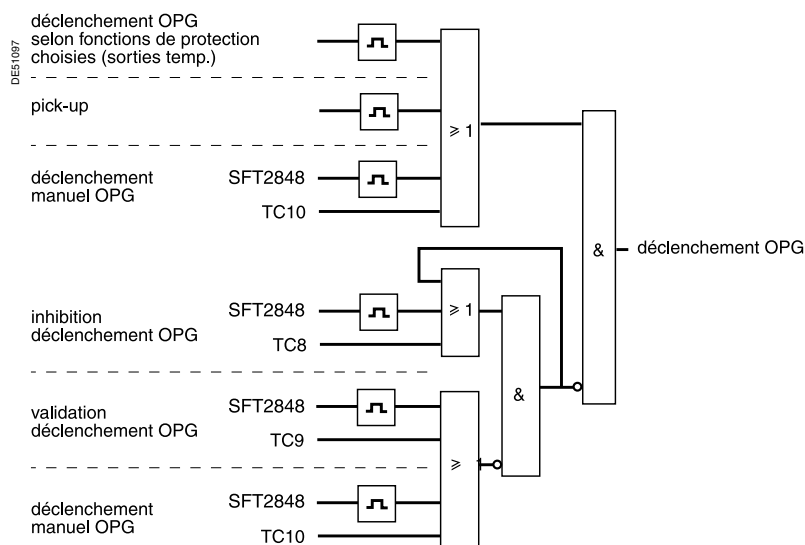 DE51097
déclenchement OPG
selon fonctions de protection
choisies (sorties temp.)
pick-up
déclenchement
manuel OPG
SFT2848
TC10
⩾ 1
&
déclenchement OPG
inhibition
déclenchement OPG
SFT2848
TC8
⩾ 1
&
validation
déclenchement OPG
SFT2848
TC9
⩾ 1
déclenchement
manuel OPG
SFT2848
TC10